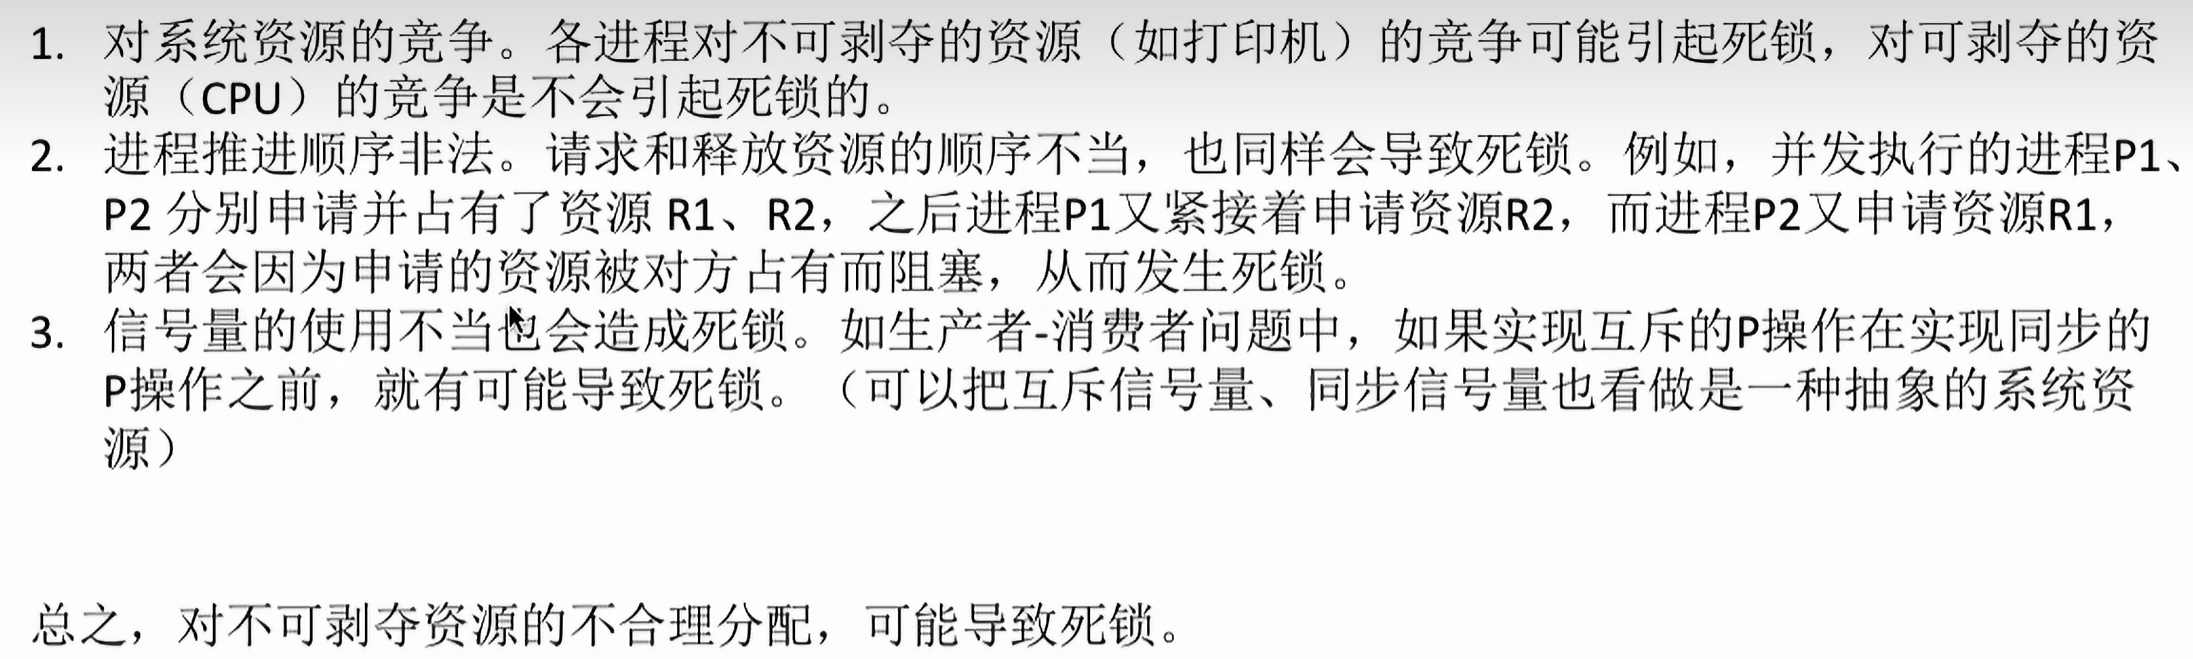 1. 对系统资源的竞争。各进程对不可剥夺的资源（如打印机）的竞争可能引起死锁，对可剥夺的资
源（CPU）的竞争是不会引起死锁的。
2. 进程推进顺序非法。请求和释放资源的顺序不当，也同样会导致死锁。例如，并发执行的进程P1、
P2 分别申请并占有了资源 R1、R2，之后进程P1又紧接着申请资源R2，而进程P2又申请资源R1，
两者会因为申请的资源被对方占有而阻塞，从而发生死锁。
3. 信号量的使用不当也会造成死锁。如生产者-消费者问题中，如果实现互斥的P操作在实现同步的
P操作之前，就有可能导致死锁。（可以把互斥信号量、同步信号量也看做是一种抽象的系统资
源）
总之，对不可剥夺资源的不合理分配，可能导致死锁。